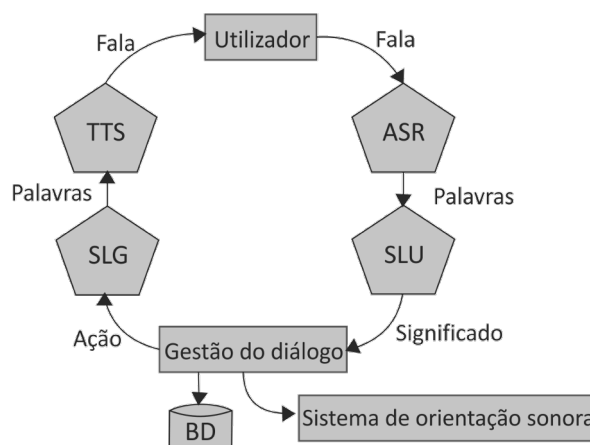 Utilizador
Fala
Fala
TTS
ASR
Palavras
Palavras
SLG
SLU
Ação
Significado
Gestão do diálogo
BD
Sistema de orientação sonora